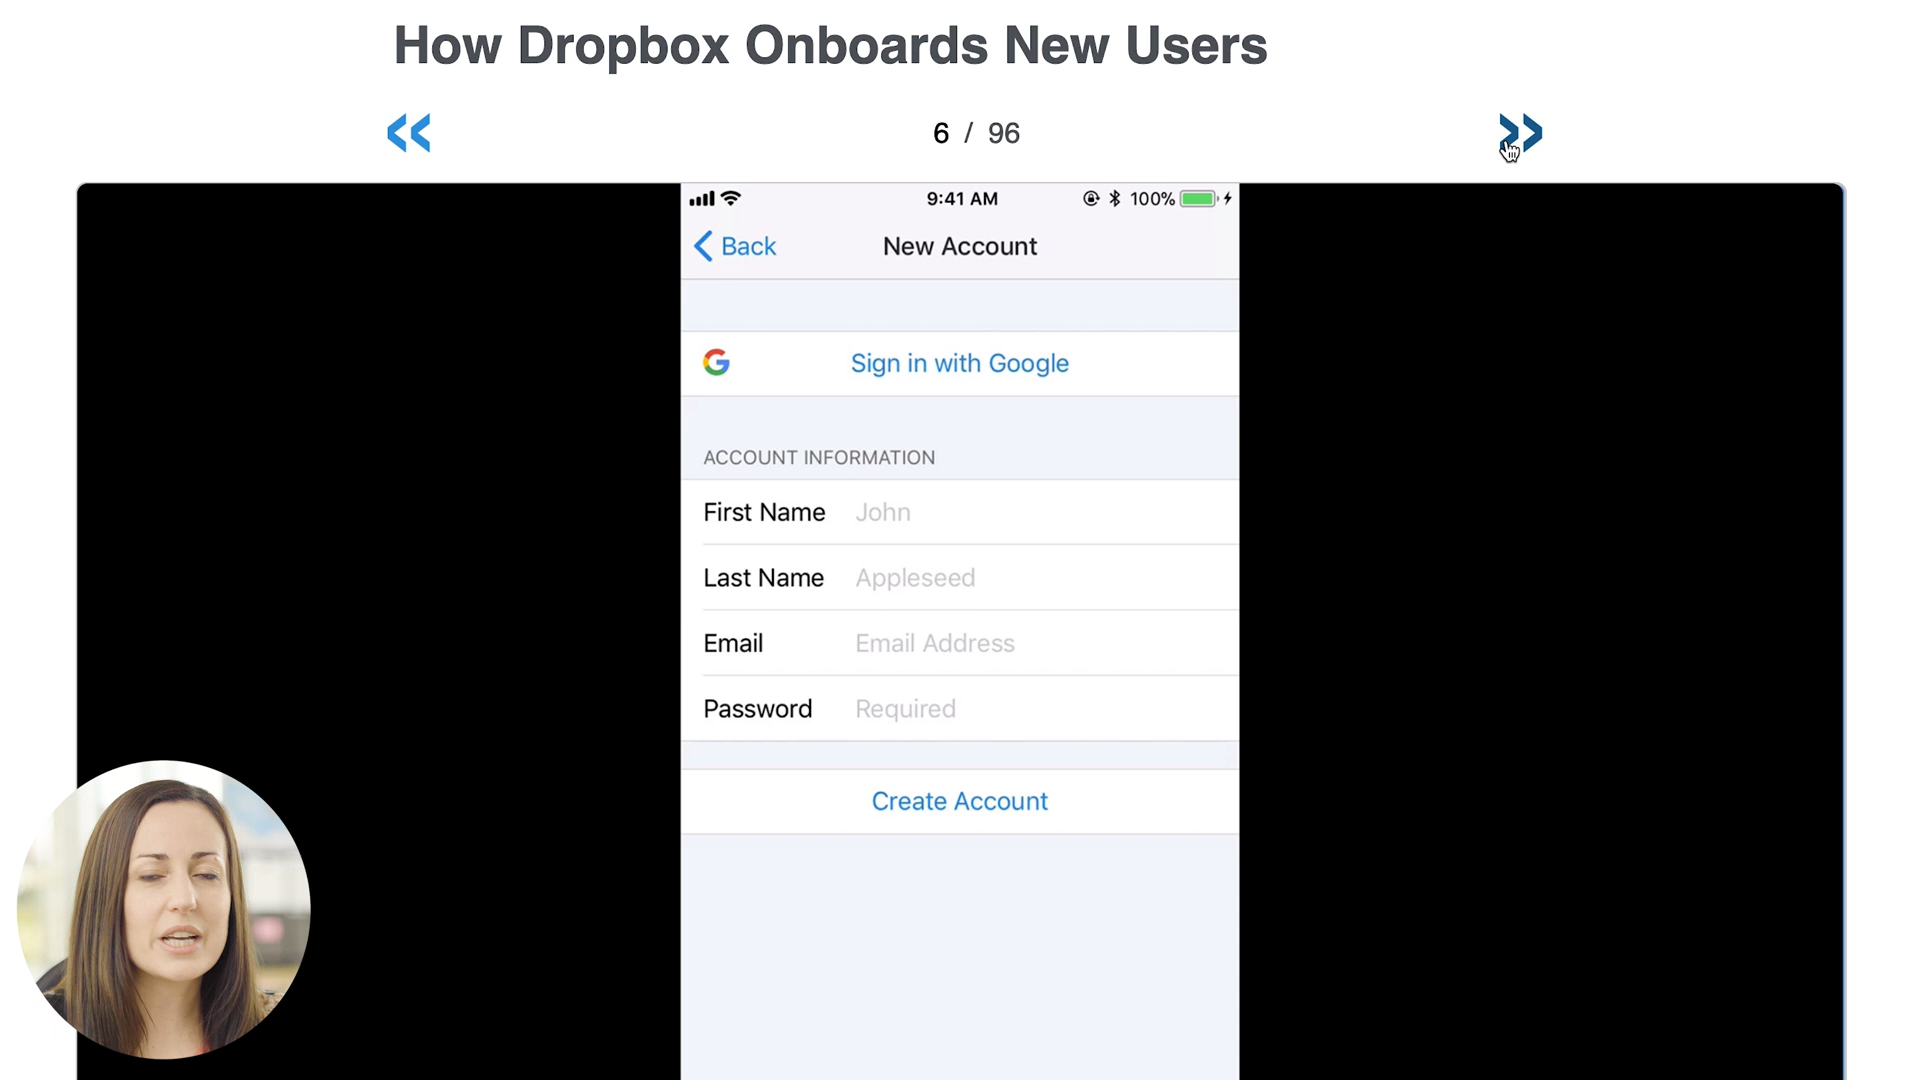 How Dropbox Onboards New Users
6 / 96
9:41 AM 100%
Back New Account
Sign in with Google
ACCOUNT INFORMATION
First Name John
Last Name Appleseed
Email Email Address
Password Required
Create Account